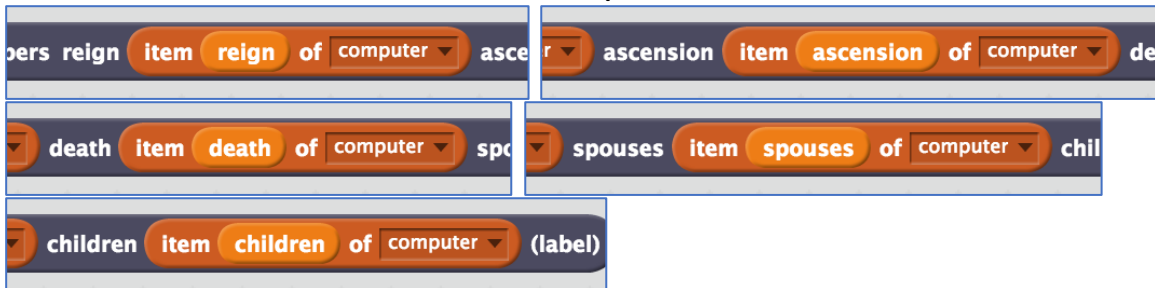 bers reign item reign of computer asce
ascension item ascension of computer de
death item death of computer spo
spouses item spouses of computer chil
children item children of computer (label)